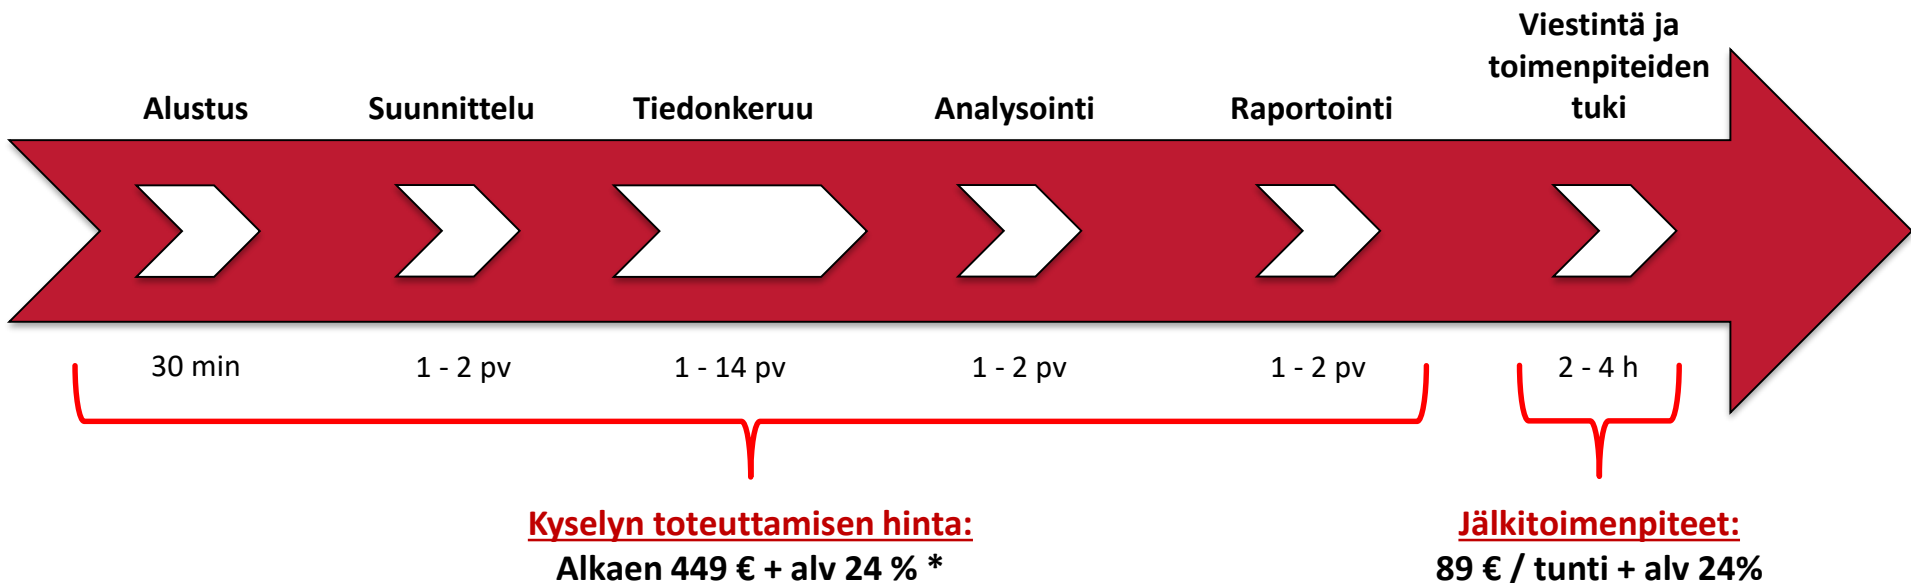 Alustus
Suunnittelu
Tiedonkeruu
Analysointi
Raportointi
Viestintä ja
toimenpiteiden
tuki
30 min
1 - 2 pv
1 - 14 pv
1 - 2 pv
1 - 2 pv
2 - 4 h
Kyselyn toteuttamisen hinta:
Alkaen 449 € + alv 24 % *
Jälkitoimenpiteet:
89 € / tunti + alv 24%